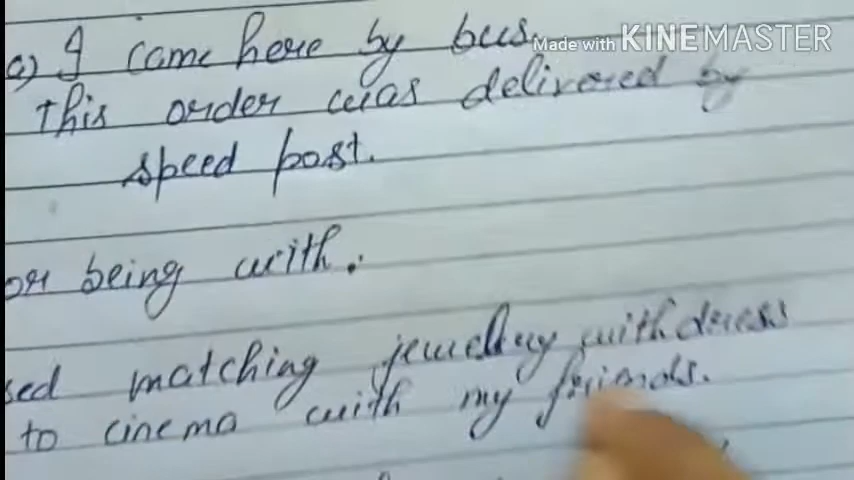 a) I came here by bus.
Made with KINEMASTER
This order was delivered by
speed post.
or being with.
sed matching jewellery with dress
to cinema with my friends.